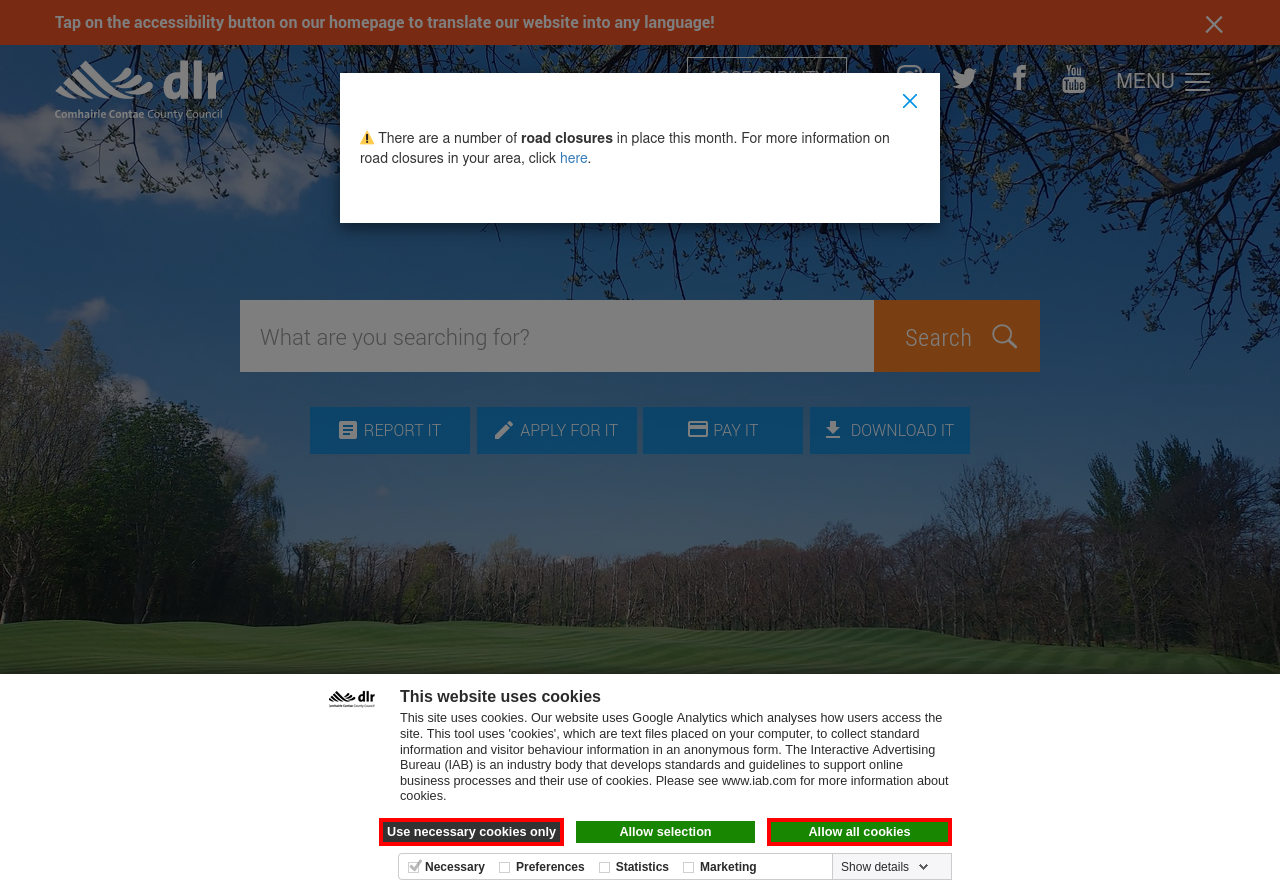 Tap on the accessibility button on our homepage to translate our website into any language!
dlr
Comhairle Contae County Council
MENU
You
Tube
⚠ There are a number of road closures in place this month. For more information on
road closures in your area, click here.
What are you searching for?
Search
REPORT IT
APPLY FOR IT
PAY IT
DOWNLOAD IT
dlr
This website uses cookies
This site uses cookies. Our website uses Google Analytics which analyses how users access the
site. This tool uses 'cookies', which are text files placed on your computer, to collect standard
information and visitor behaviour information in an anonymous form. The Interactive Advertising
Bureau (IAB) is an industry body that develops standards and guidelines to support online
business processes and their use of cookies. Please see www.iab.com for more information about
cookies.
Use necessary cookies only
Allow selection
Allow all cookies
Necessary
Preferences
Statistics
Marketing
Show details